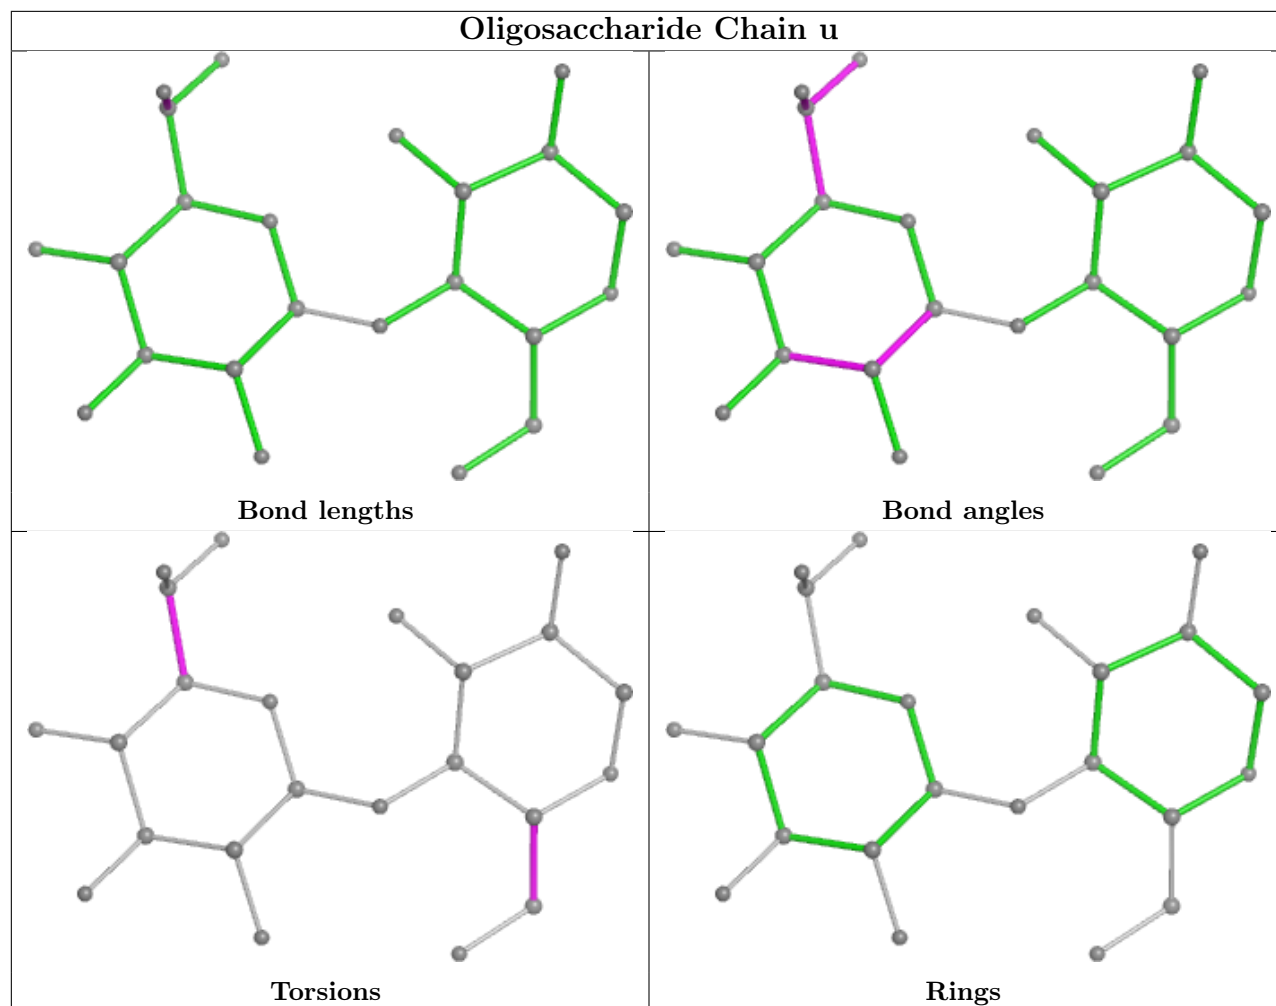 Oligosaccharide Chain u
Bond lengths
Bond angles
Torsions
Rings